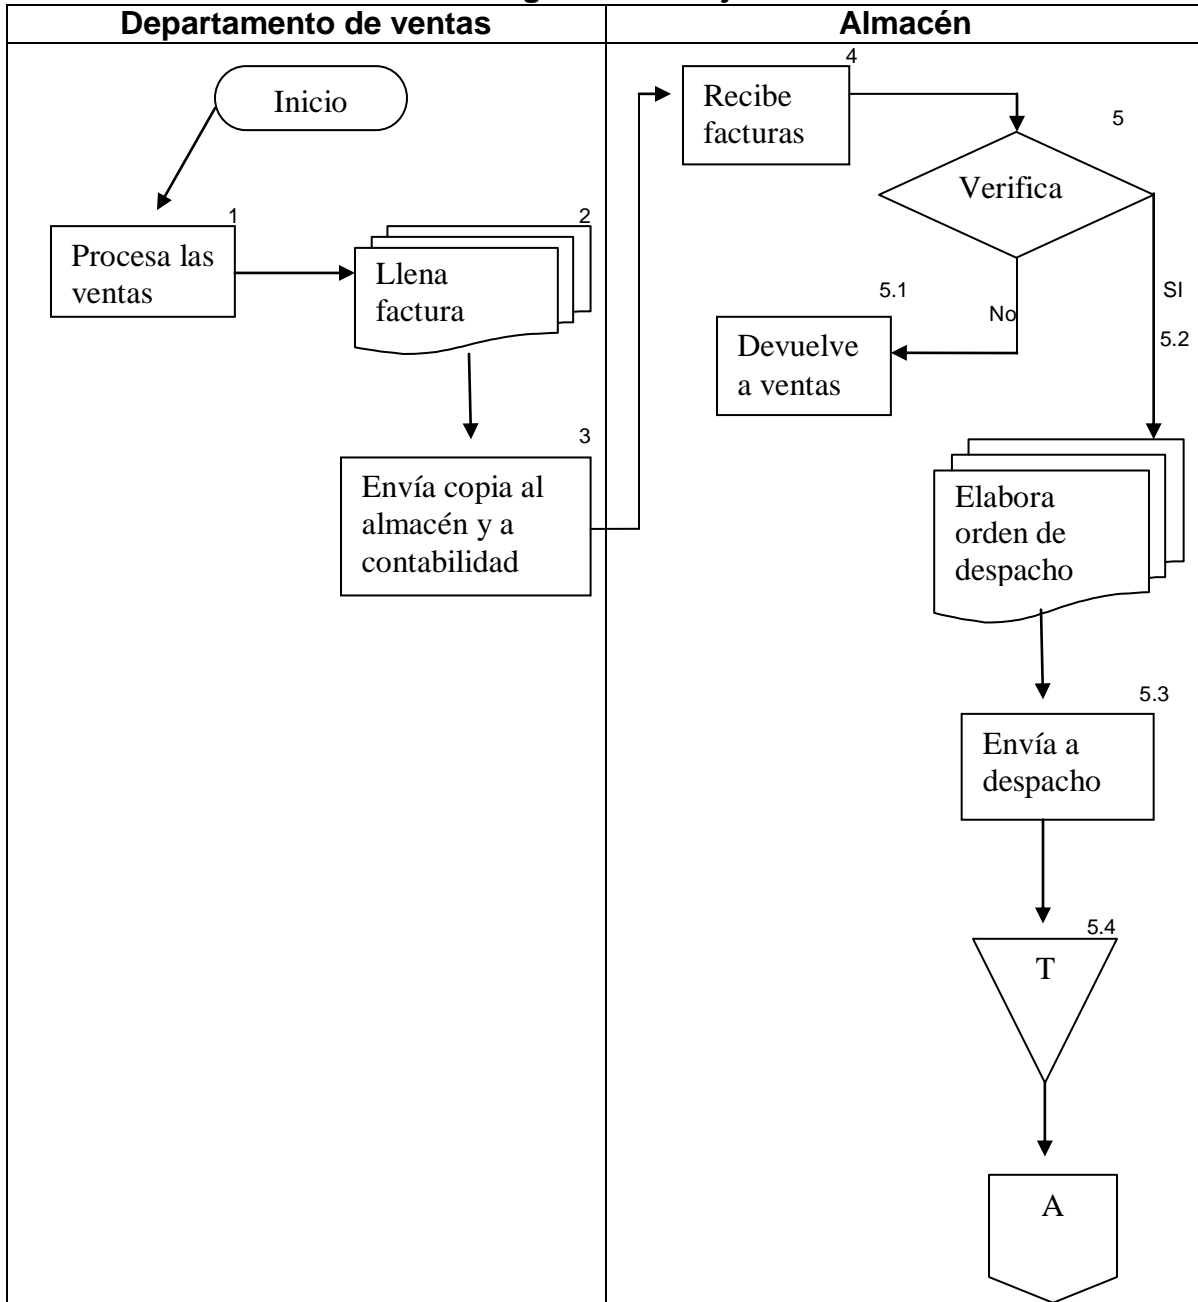 Departamento de ventas
Almacén
Inicio
1
Procesa las
ventas
2
Llena
factura
3
Envía copia al
almacén y a
contabilidad
4
Recibe
facturas
5
Verifica
5.1
No
Devuelve
a ventas
SI
5.2
Elabora
orden de
despacho
5.3
Envía a
despacho
5.4
T
A